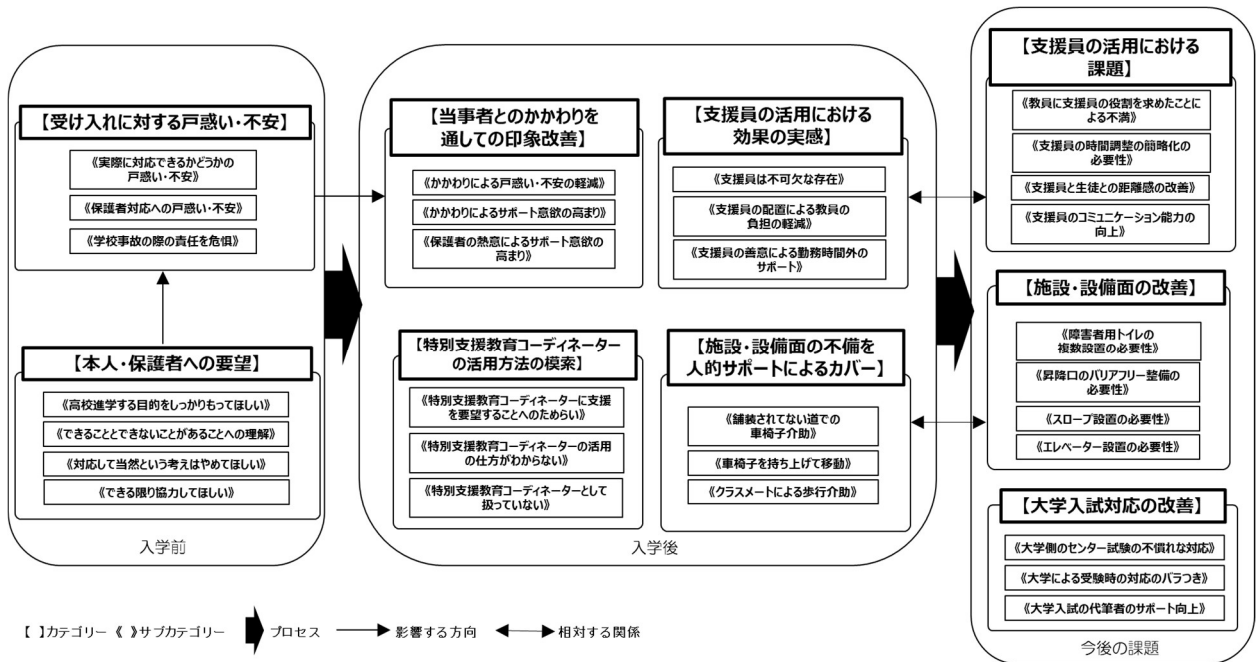 【受け入れに対する戸惑い・不安】
《実際に対応できるかどうかの
戸惑い・不安》
《保護者対応への戸惑い・不安》
《学校事故の際の責任を危惧》
【本人・保護者への要望】
《高校進学する目的をしっかりもってほしい》
《できることとできないことがあることへの理解》
《対応して当然という考えはやめてほしい》
《できる限り協力してほしい》
入学前
【当事者とのかかわりを
通しての印象改善】
《かかわりによる戸惑い・不安の軽減》
《かかわりによるサポート意欲の高まり》
《保護者の熱意によるサポート意欲の
高まり》
【支援員の活用における
効果の実感】
《支援員は不可欠な存在》
《支援員の配置による教員の
負担の軽減》
《支援員の善意による勤務時間外の
サポート》
【特別支援教育コーディネーター
の活用方法の模索】
《特別支援教育コーディネーターに支援
を要望することへのためらい》
《特別支援教育コーディネーターの活用
の仕方がわからない》
《特別支援教育コーディネーターとして
扱っていない》
【施設・設備面の不備を
人的サポートによるカバー】
《舗装されてない道での
車椅子介助》
《車椅子を持ち上げて移動》
《クラスメートによる歩行介助》
入学後
【支援員の活用における
課題】
《教員に支援員の役割を求めたことに
よる不満》
《支援員の時間調整の簡略化の
必要性》
《支援員と生徒との距離感の改善》
《支援員のコミュニケーション能力の
向上》
【施設・設備面の改善】
《障害者用トイレの
複数設置の必要性》
《昇降口のバリアフリー整備の
必要性》
《スロープ設置の必要性》
《エレベーター設置の必要性》
【大学入試対応の改善】
《大学側のセンター試験の不慣れな対応》
《大学による受験時の対応のバラつき》
《大学入試の代筆者のサポート向上》
今後の課題
【 】カテゴリー 《 》サブカテゴリー プロセス 影響する方向 相対する関係